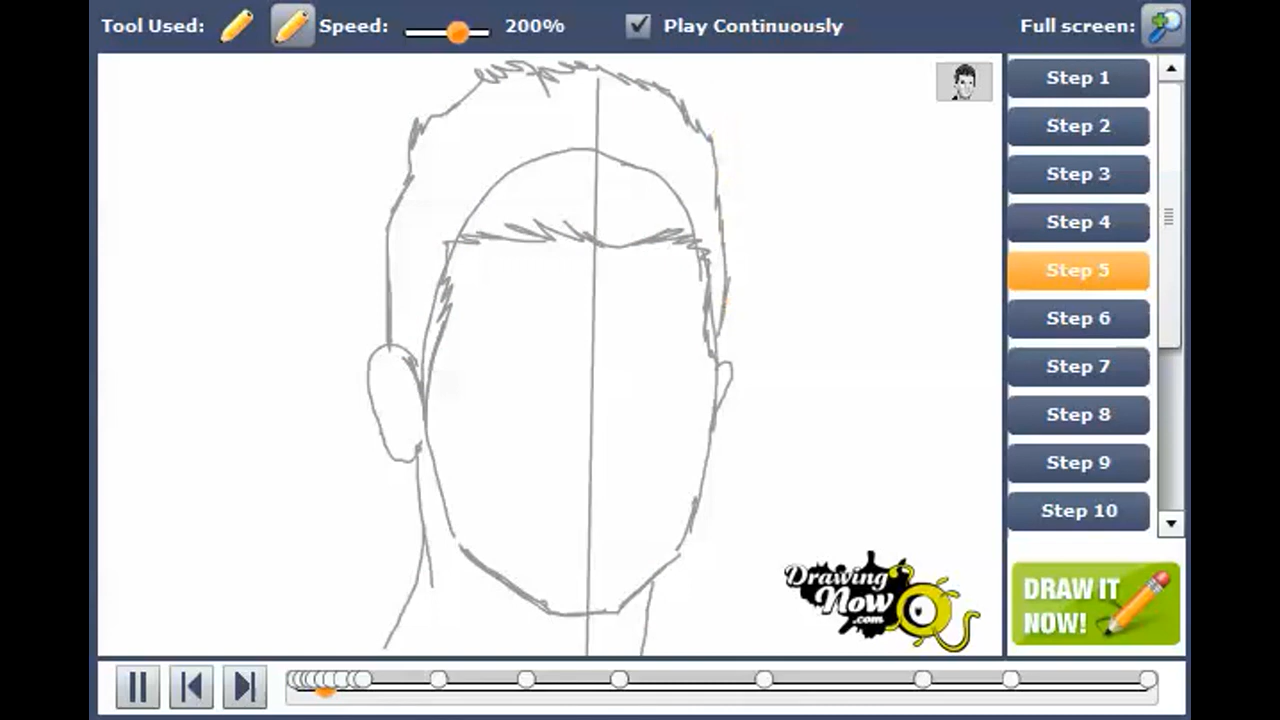 Tool Used:
Speed:
200%
Play Continuously
Full screen:
Step 1
Step 2
Step 3
Step 4
Step 5
Step 6
Step 7
Step 8
Step 9
Step 10
Drawing
Now
.com
DRAW IT
NOW!